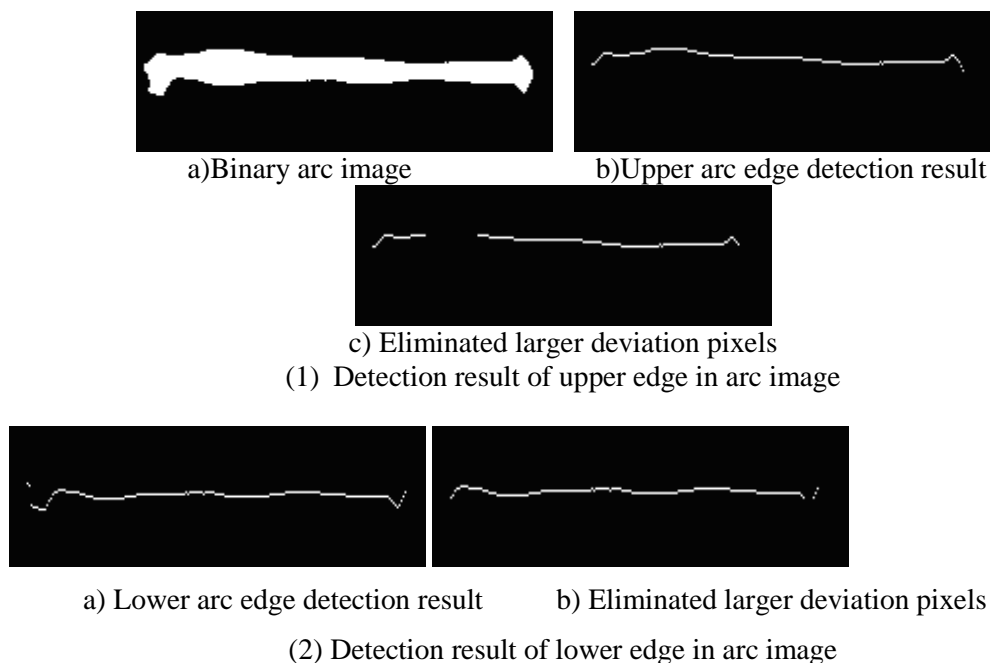 a)Binary arc image
b)Upper arc edge detection result
c) Eliminated larger deviation pixels
(1) Detection result of upper edge in arc image
a) Lower arc edge detection result
b) Eliminated larger deviation pixels
(2) Detection result of lower edge in arc image